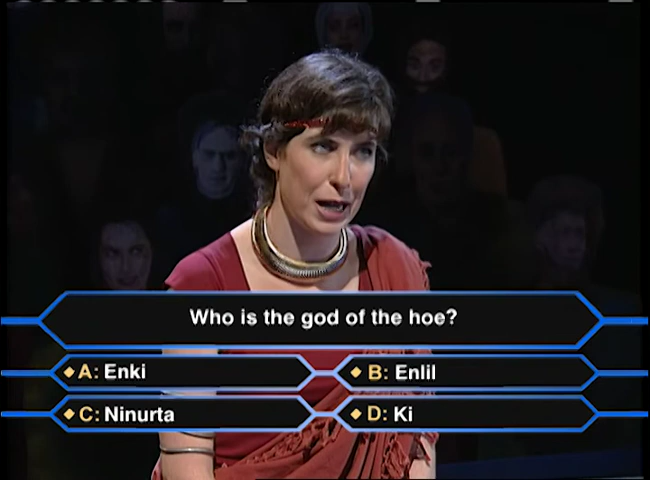 Who is the god of the hoe?
A: Enki
B: Enlil
C: Ninurta
D: Ki